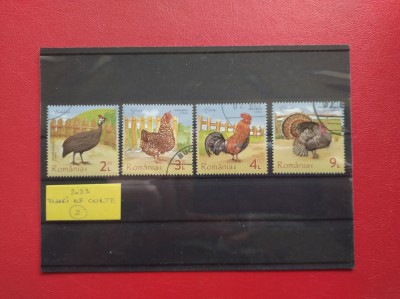 2L
România
3L
România
4L
România
9L
România
2023
PĂSĂRI DE CURTE
2